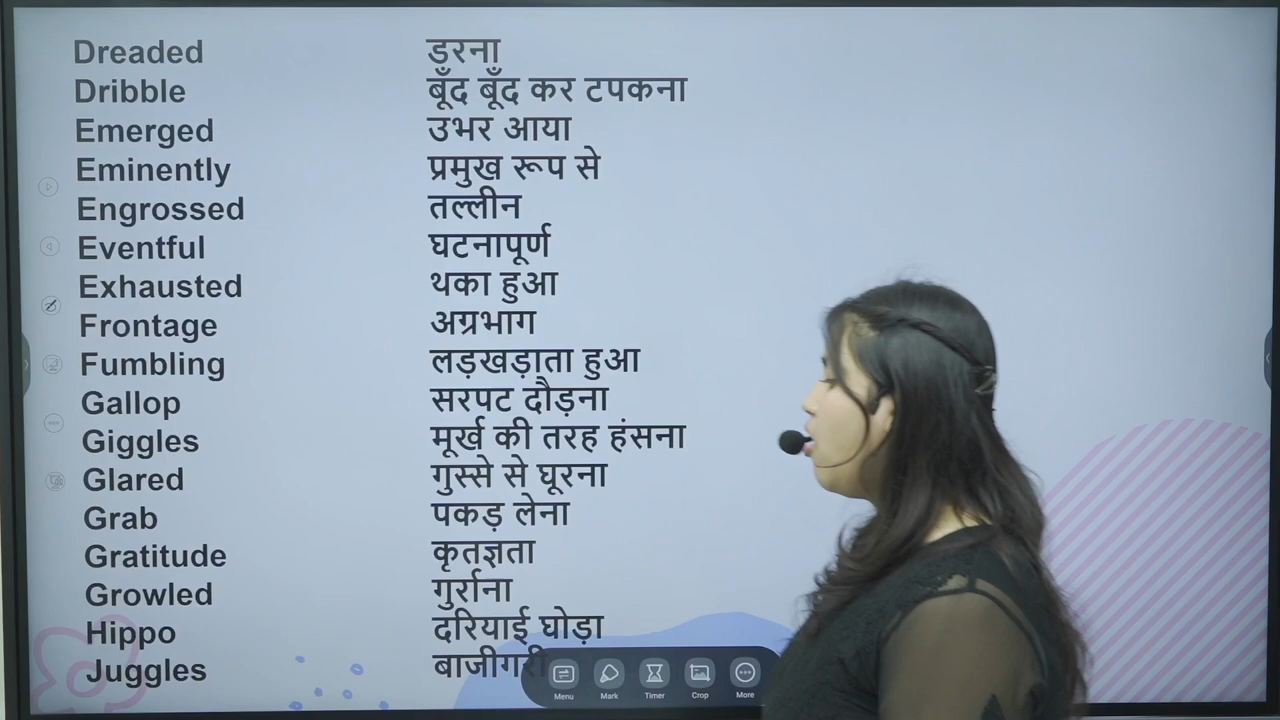 Dreaded डरना
Dribble बूँद बूँद कर टपकना
Emerged उभर आया
Eminently प्रमुख रूप से
Engrossed तल्लीन
Eventful घटनापूर्ण
Exhausted थका हुआ
Frontage अग्रभाग
Fumbling लड़खड़ाता हुआ
Gallop सरपट दौड़ना
Giggles मूर्ख की तरह हंसना
Glared गुस्से से घूरना
Grab पकड़ लेना
Gratitude कृतज्ञता
Growled गुर्राना
Hippo दरियाई घोड़ा
Juggles बाजीगरी
Menu Mark Timer Crop More